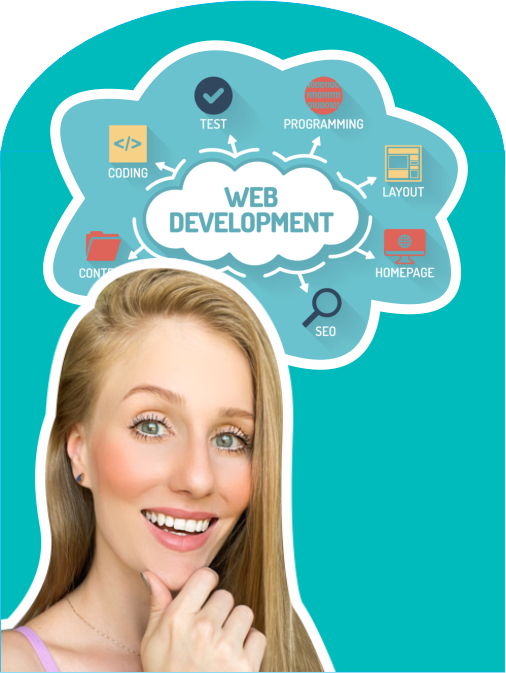 TEST
PROGRAMMING
</>
CODING
LAYOUT
WEB
DEVELOPMENT
HOMEPAGE
SEO